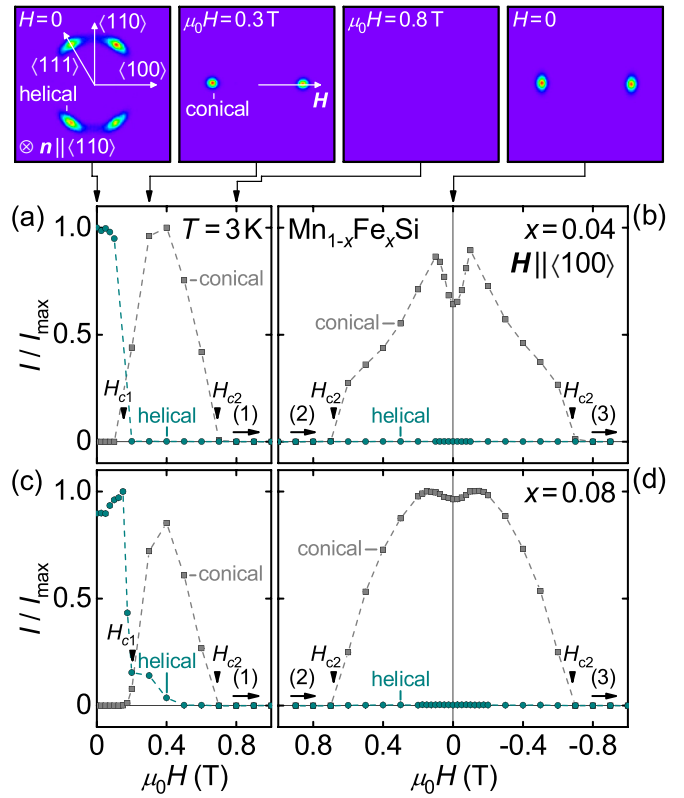 H = 0
⟨110⟩
⟨111⟩
⟨100⟩
helical
⊗ n || ⟨110⟩
μ₀H = 0.3 T
H
conical
μ₀H = 0.8 T
H = 0
(a)
T = 3 K
Mn₁₋ₓFeₓSi
x = 0.04
(b)
H || ⟨100⟩
1.0
0.5
0
I / Imax
conical
Hc1
Hc2
helical
(1)
conical
Hc2
(2)
helical
Hc2
(3)
(c)
x = 0.08
(d)
1.0
0.5
0
I / Imax
conical
Hc1
Hc2
helical
(1)
conical
Hc2
(2)
helical
Hc2
(3)
0 0.4 0.8
μ₀H (T)
0.8 0.4 0 -0.4 -0.8
μ₀H (T)